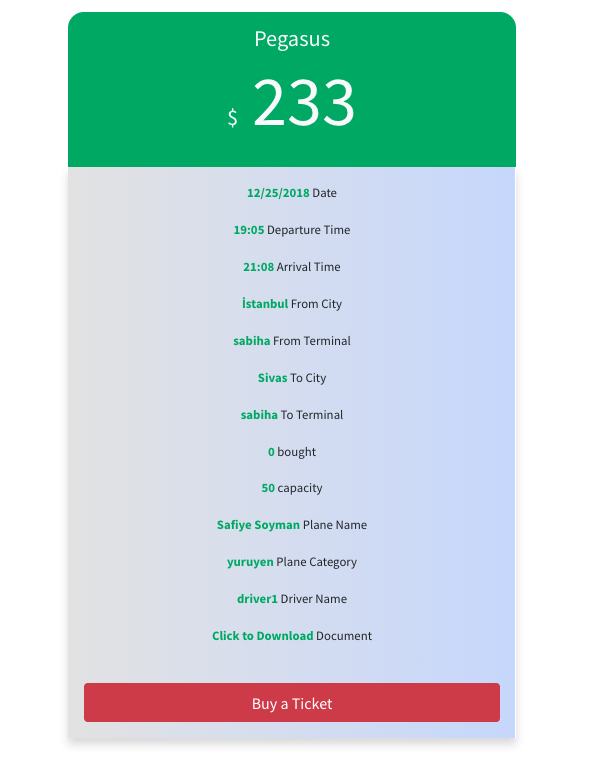 Pegasus
$ 233
12/25/2018 Date
19:05 Departure Time
21:08 Arrival Time
İstanbul From City
sabiha From Terminal
Sivas To City
sabiha To Terminal
0 bought
50 capacity
Safiye Soyman Plane Name
yuruyen Plane Category
driver1 Driver Name
Click to Download Document
Buy a Ticket